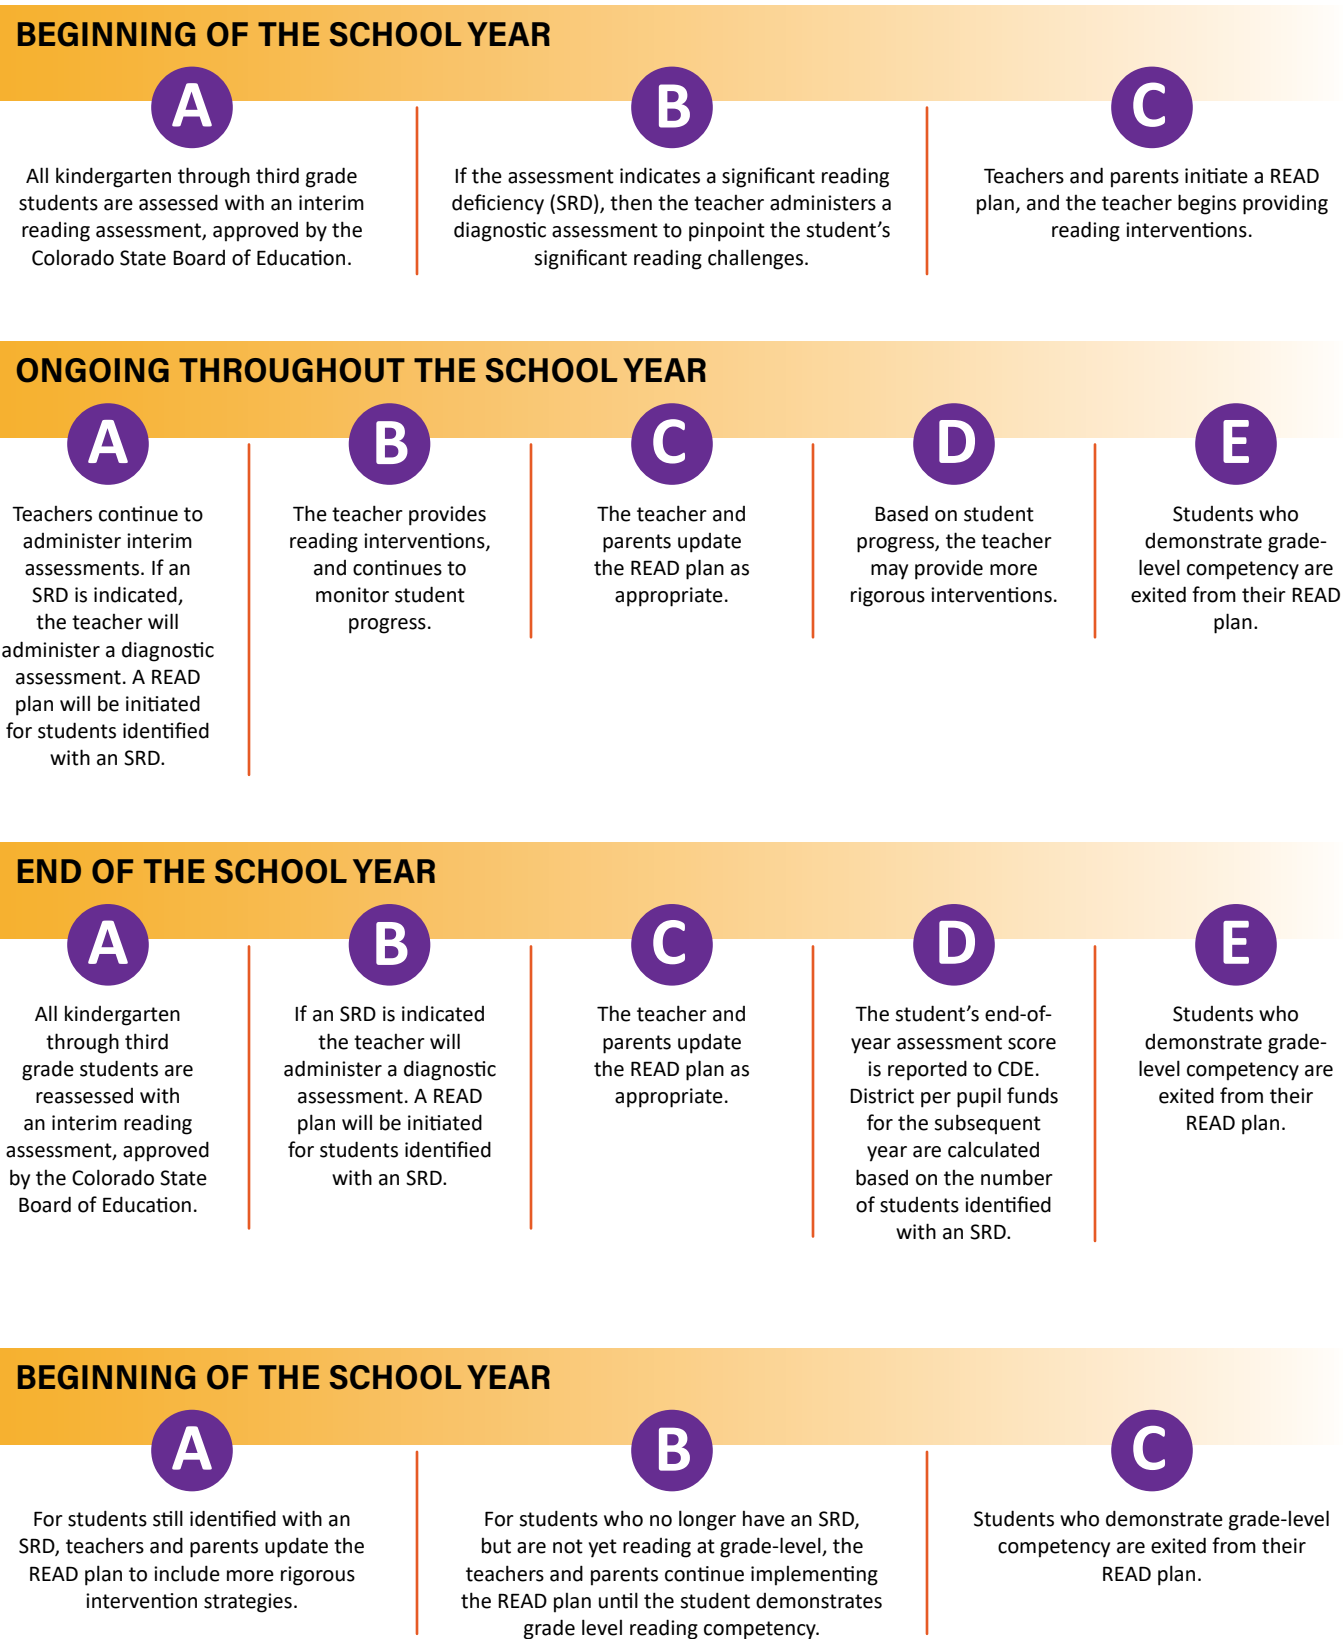 BEGINNING OF THE SCHOOL YEAR
A
All kindergarten through third grade
students are assessed with an interim
reading assessment, approved by the
Colorado State Board of Education.
B
If the assessment indicates a significant reading
deficiency (SRD), then the teacher administers a
diagnostic assessment to pinpoint the student’s
significant reading challenges.
C
Teachers and parents initiate a READ
plan, and the teacher begins providing
reading interventions.
ONGOING THROUGHOUT THE SCHOOL YEAR
A
Teachers continue to
administer interim
assessments. If an
SRD is indicated,
the teacher will
administer a diagnostic
assessment. A READ
plan will be initiated
for students identified
with an SRD.
B
The teacher provides
reading interventions,
and continues to
monitor student
progress.
C
The teacher and
parents update
the READ plan as
appropriate.
D
Based on student
progress, the teacher
may provide more
rigorous interventions.
E
Students who
demonstrate grade-
level competency are
exited from their READ
plan.
END OF THE SCHOOL YEAR
A
All kindergarten
through third
grade students are
reassessed with
an interim reading
assessment, approved
by the Colorado State
Board of Education.
B
If an SRD is indicated
the teacher will
administer a diagnostic
assessment. A READ
plan will be initiated
for students identified
with an SRD.
C
The teacher and
parents update
the READ plan as
appropriate.
D
The student’s end-of-
year assessment score
is reported to CDE.
District per pupil funds
for the subsequent
year are calculated
based on the number
of students identified
with an SRD.
E
Students who
demonstrate grade-
level competency are
exited from their
READ plan.
BEGINNING OF THE SCHOOL YEAR
A
For students still identified with an
SRD, teachers and parents update the
READ plan to include more rigorous
intervention strategies.
B
For students who no longer have an SRD,
but are not yet reading at grade-level, the
teachers and parents continue implementing
the READ plan until the student demonstrates
grade level reading competency.
C
Students who demonstrate grade-level
competency are exited from their
READ plan.